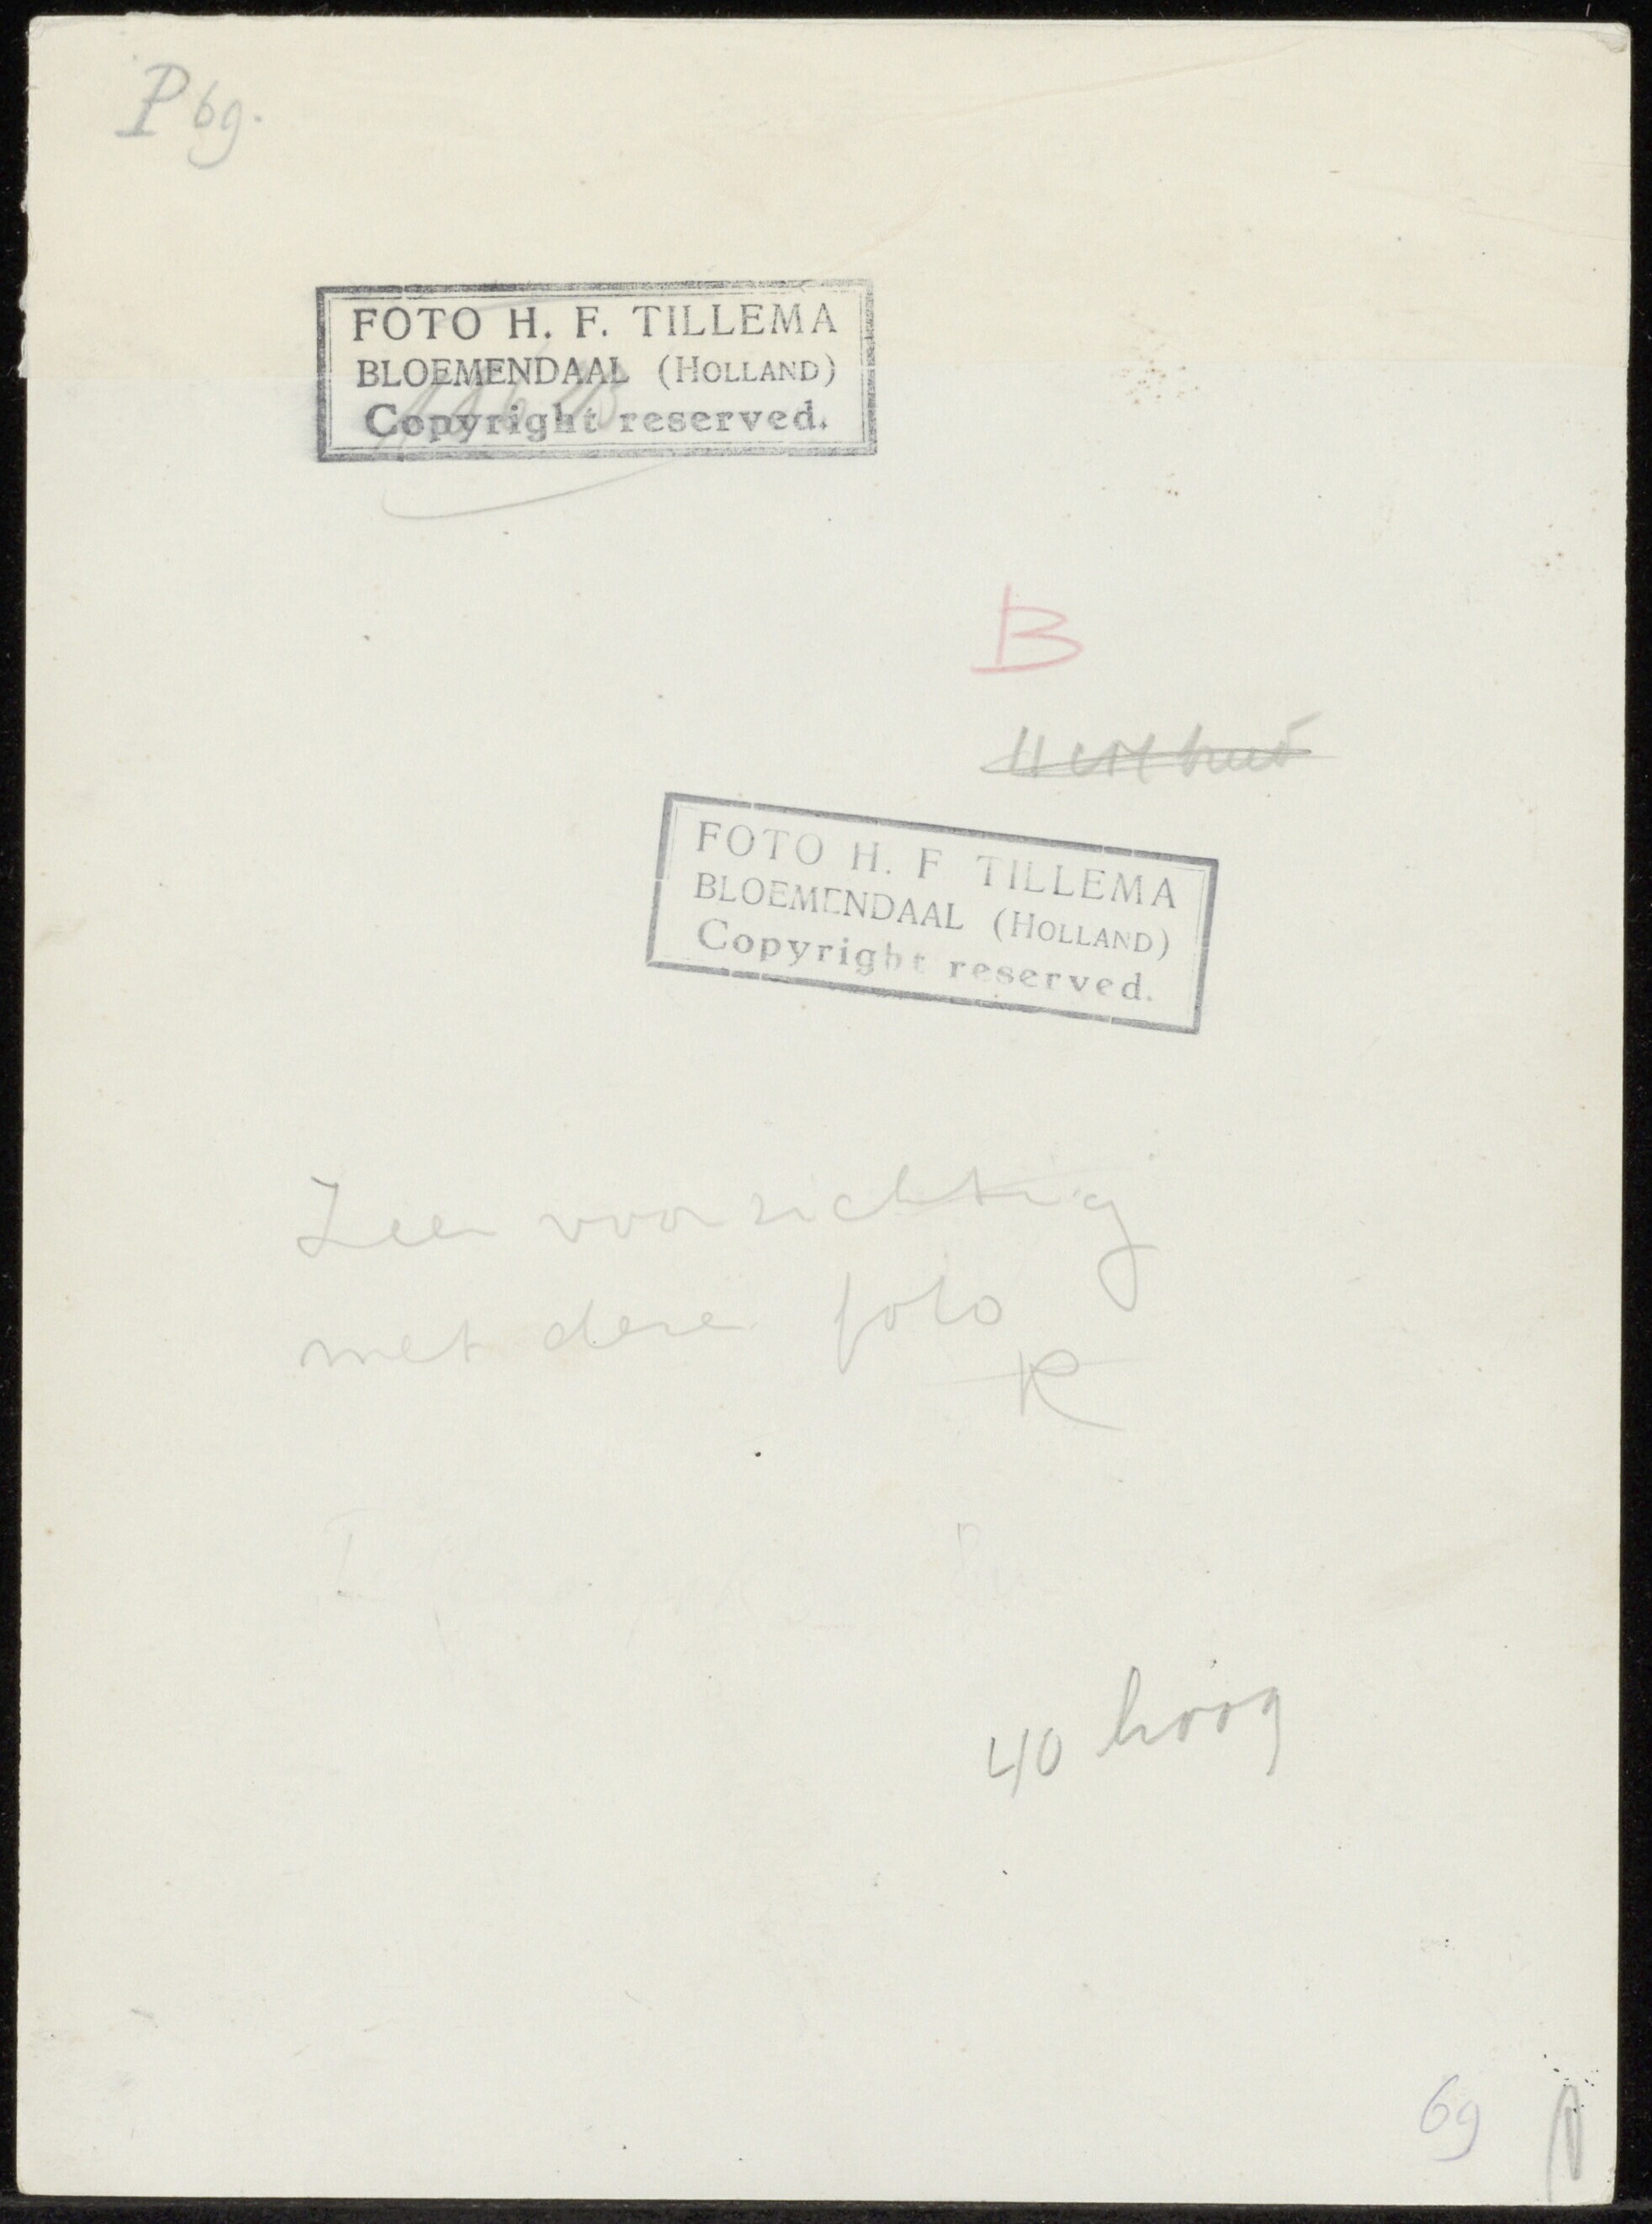 P 69.
FOTO H. F. TILLEMA
BLOEMENDAAL (HOLLAND)
Copyright reserved.
B
FOTO H. F. TILLEMA
BLOEMENDAAL (HOLLAND)
Copyright reserved.
Zeer voorzichtig
met deze foto
R
40 hoog
69